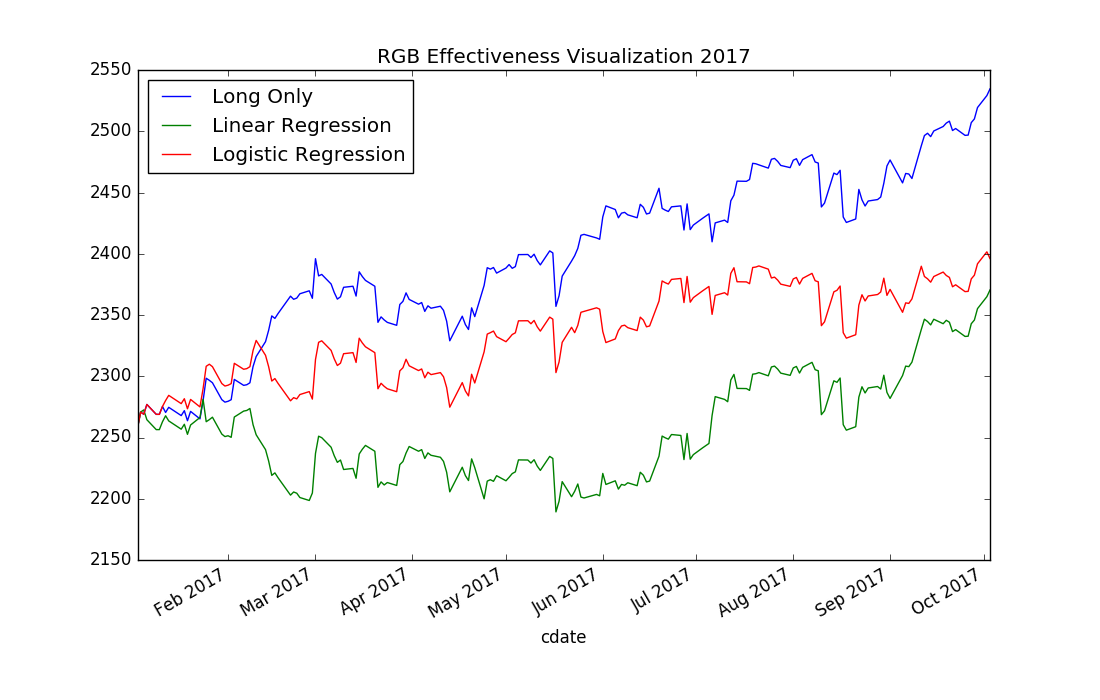 RGB Effectiveness Visualization 2017
2550
2500
2450
2400
2350
2300
2250
2200
2150
Long Only
Linear Regression
Logistic Regression
Feb 2017
Mar 2017
Apr 2017
May 2017
Jun 2017
Jul 2017
Aug 2017
Sep 2017
Oct 2017
cdate